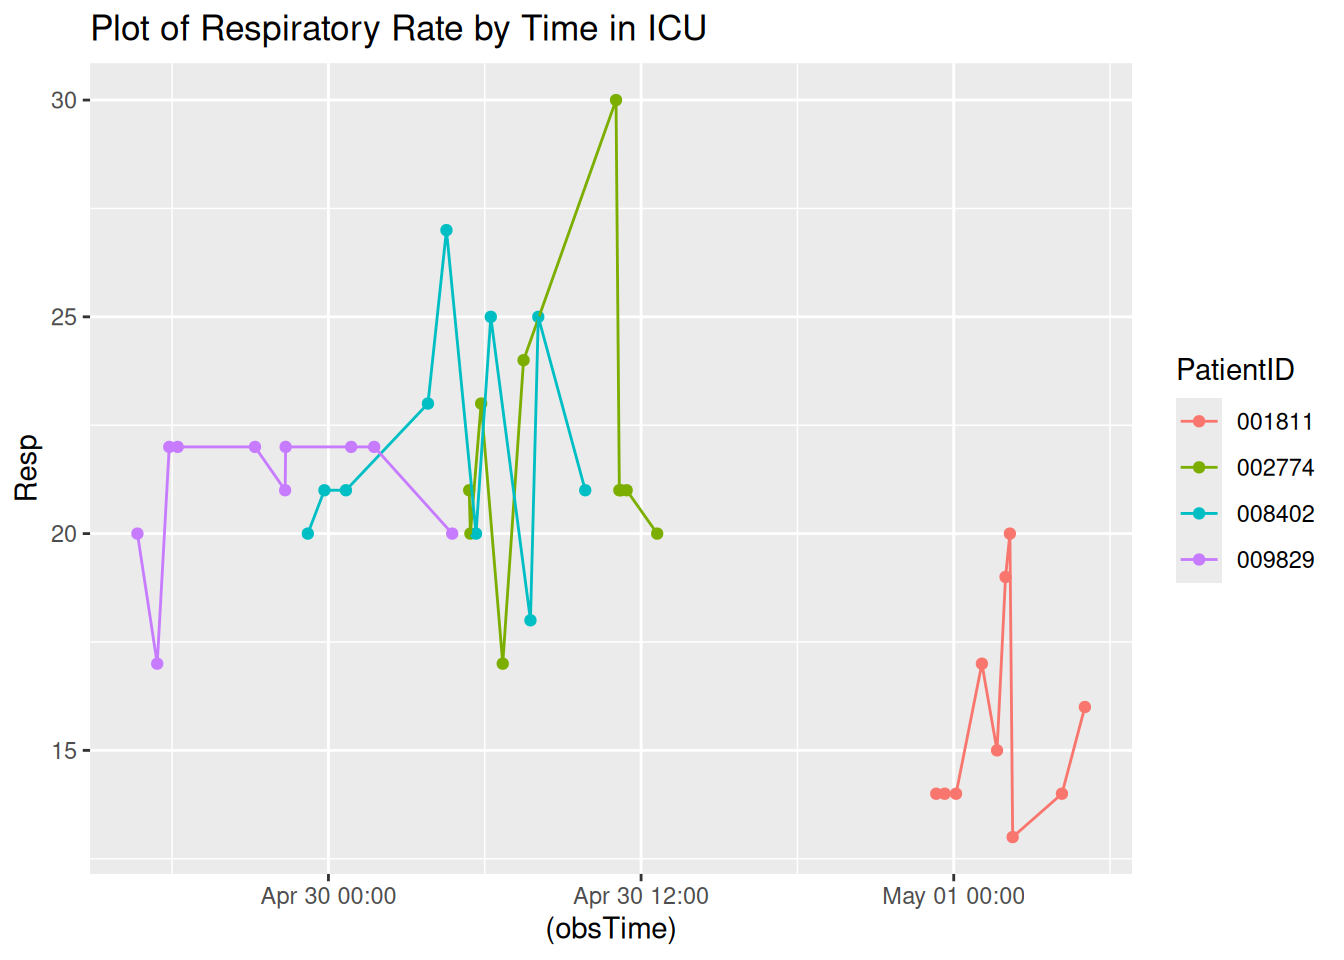 Plot of Respiratory Rate by Time in ICU
30
25
20
15
Resp
Apr 30 00:00
Apr 30 12:00
May 01 00:00
(obsTime)
PatientID
001811
002774
008402
009829